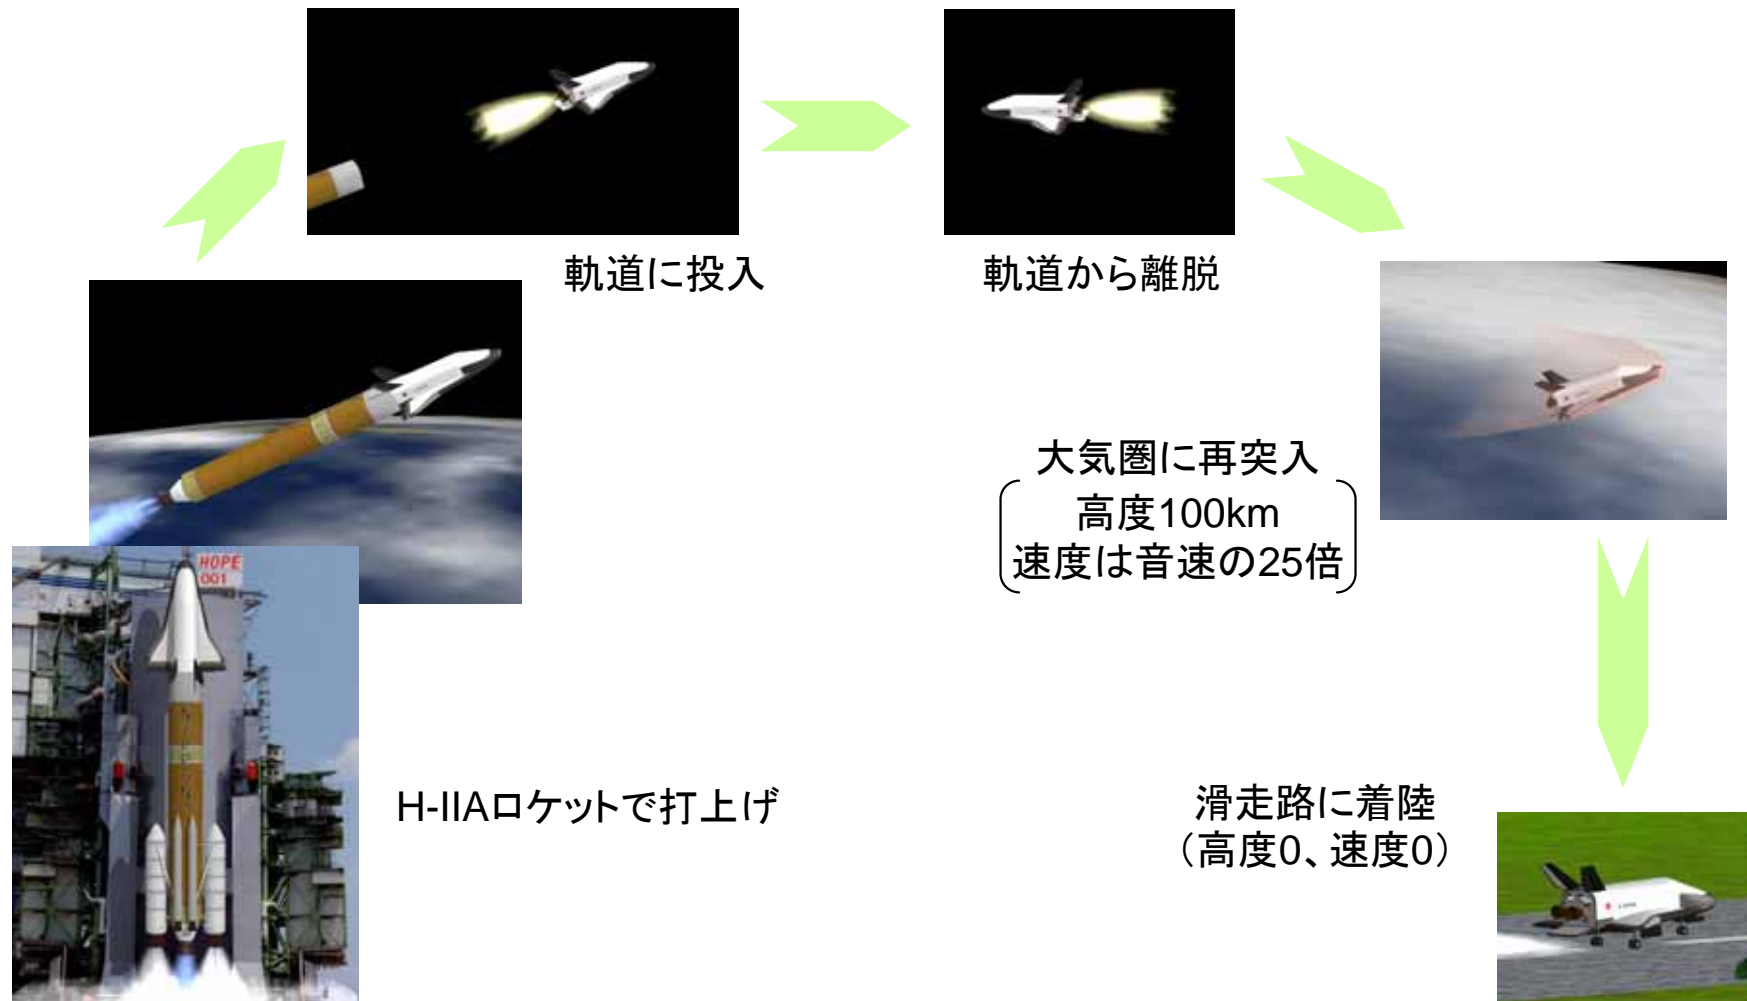 軌道に投入
軌道から離脱
大気圏に再突入
高度100km
速度は音速の25倍
HOPE
001
H-IIAロケットで打上げ
滑走路に着陸
（高度0、速度0）